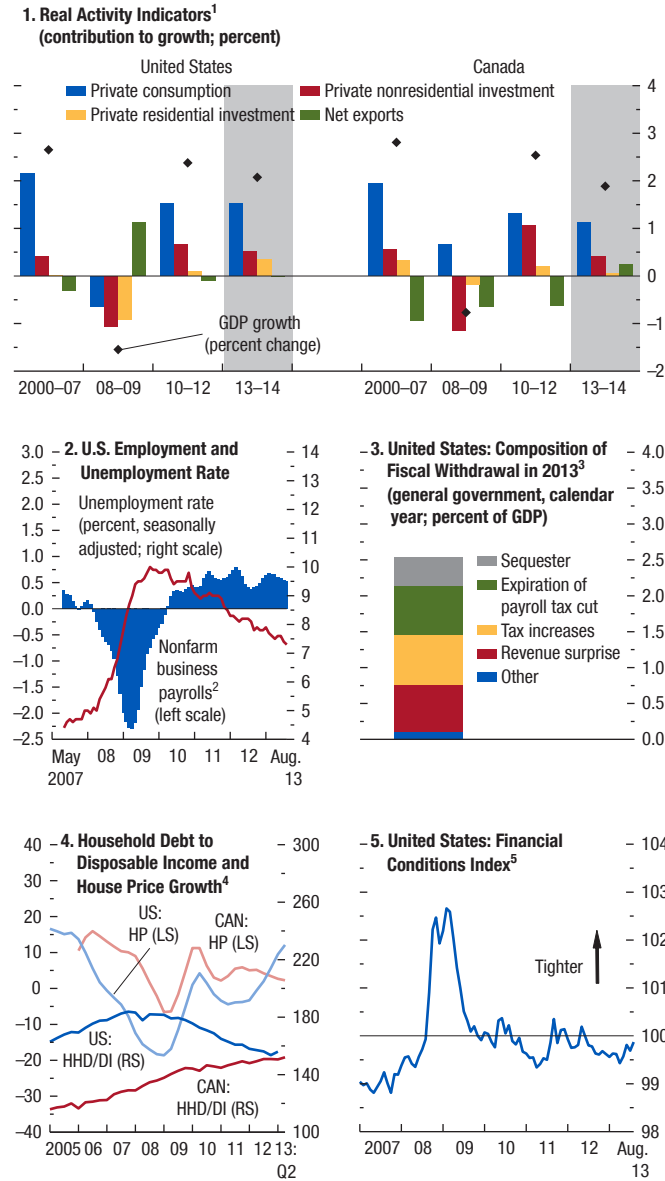 1. Real Activity Indicators1
(contribution to growth; percent)
United States
Canada
Private consumption
Private nonresidential investment
Private residential investment
Net exports
4
3
2
1
0
–1
–2
GDP growth
(percent change)
2000–07
08–09
10–12
13–14
2000–07
08–09
10–12
13–14
2. U.S. Employment and
Unemployment Rate
Unemployment rate
(percent, seasonally
adjusted; right scale)
Nonfarm
business
payrolls2
(left scale)
3.0
2.5
2.0
1.5
1.0
0.5
0.0
–0.5
–1.0
–1.5
–2.0
–2.5
14
13
12
11
10
9
8
7
6
5
4
May
2007
08
09
10
11
12
Aug.
13
3. United States: Composition of
Fiscal Withdrawal in 20133
(general government, calendar
year; percent of GDP)
Sequester
Expiration of
payroll tax cut
Tax increases
Revenue surprise
Other
4.0
3.5
3.0
2.5
2.0
1.5
1.0
0.5
0.0
4. Household Debt to
Disposable Income and
House Price Growth4
US:
HP (LS)
CAN:
HP (LS)
US:
HHD/DI (RS)
CAN:
HHD/DI (RS)
40
30
20
10
0
–10
–20
–30
–40
300
260
220
180
140
100
2005
06
07
08
09
10
11
12
13:
Q2
5. United States: Financial
Conditions Index5
Tighter
104
103
102
101
100
99
98
2007
08
09
10
11
12
Aug.
13